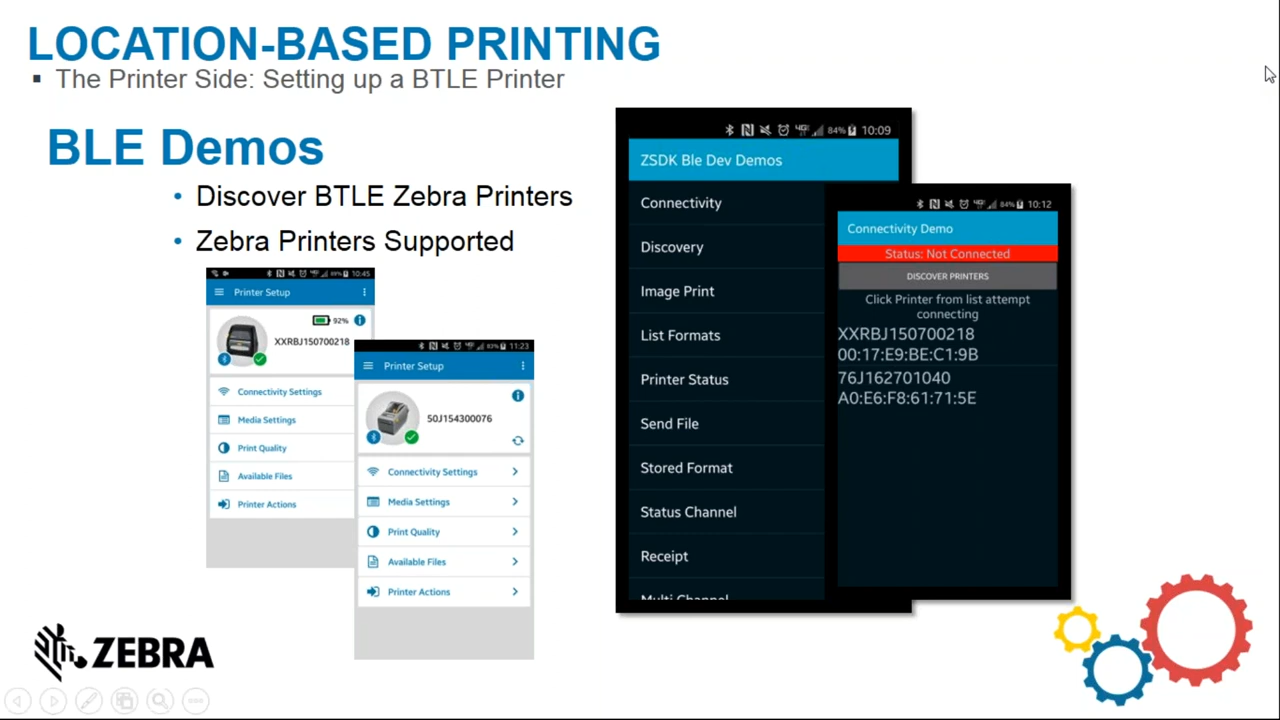 LOCATION-BASED PRINTING
▪ The Printer Side: Setting up a BTLE Printer
BLE Demos
• Discover BTLE Zebra Printers
• Zebra Printers Supported
10:45
Printer Setup
92%
XXRBJ150700218
Connectivity Settings
Media Settings
Print Quality
Available Files
Printer Actions
83% 11:23
Printer Setup
50J154300076
Connectivity Settings
Media Settings
Print Quality
Available Files
Printer Actions
84% 10:09
ZSDK Ble Dev Demos
Connectivity
Discovery
Image Print
List Formats
Printer Status
Send File
Stored Format
Status Channel
Receipt
Multi Channel
84% 10:12
Connectivity Demo
Status: Not Connected
DISCOVER PRINTERS
Click Printer from list attempt
connecting
XXRBJ150700218
00:17:E9:BE:C1:9B
76J162701040
A0:E6:F8:61:71:5E
ZEBRA